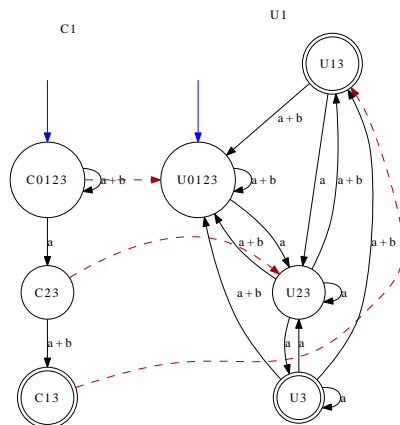 C1
U1
U13
a + b
C0123
a + b
U0123
a + b
a
a
a
a + b
a + b
a + b
C23
U23
a
a + b
a + b
a
a
C13
U3
a